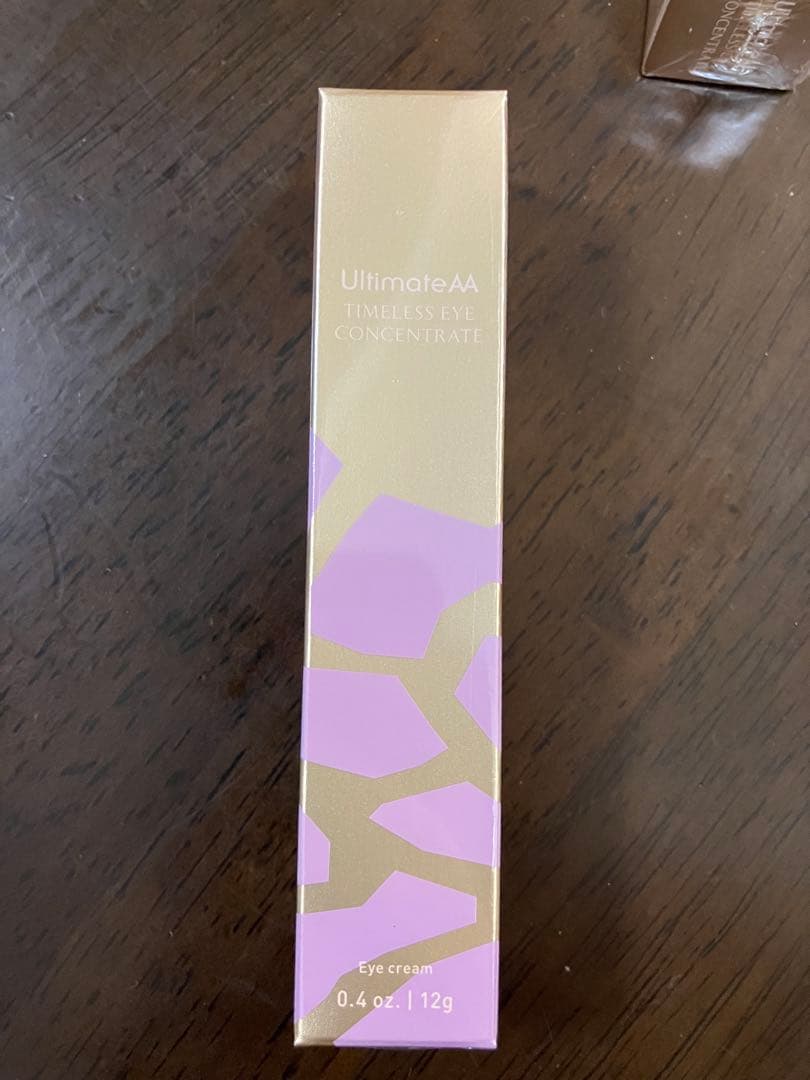 UltimateAA
TIMELESS EYE
CONCENTRATE
Eye cream
0.4 oz. | 12g